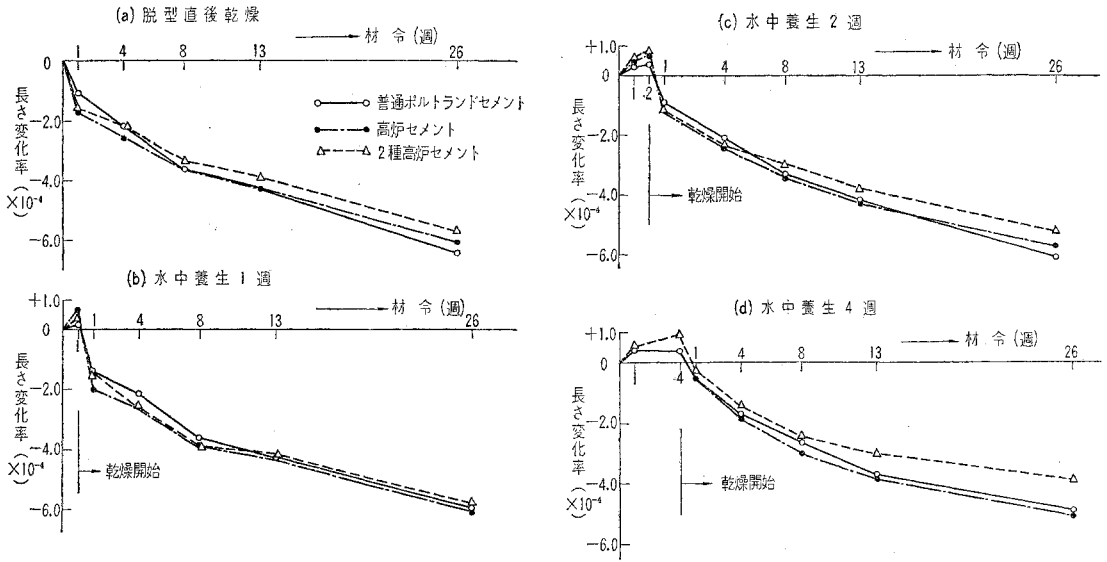 (a) 脱型直後乾燥
材令(週)
1 4 8 13 26
0
-2.0
-4.0
-6.0
長さ変化率(×10⁻⁴)
普通ポルトランドセメント
高炉セメント
2種高炉セメント
(b) 水中養生1週
材令(週)
+1.0
0
1 4 8 13 26
-2.0
-4.0
-6.0
長さ変化率(×10⁻⁴)
乾燥開始
(c) 水中養生2週
材令(週)
+1.0
0
1 2 1 4 8 13 26
-2.0
-4.0
-6.0
長さ変化率(×10⁻⁴)
乾燥開始
(d) 水中養生4週
材令(週)
+1.0
0
1 4 1 4 8 13 26
-2.0
-4.0
-6.0
長さ変化率(×10⁻⁴)
乾燥開始